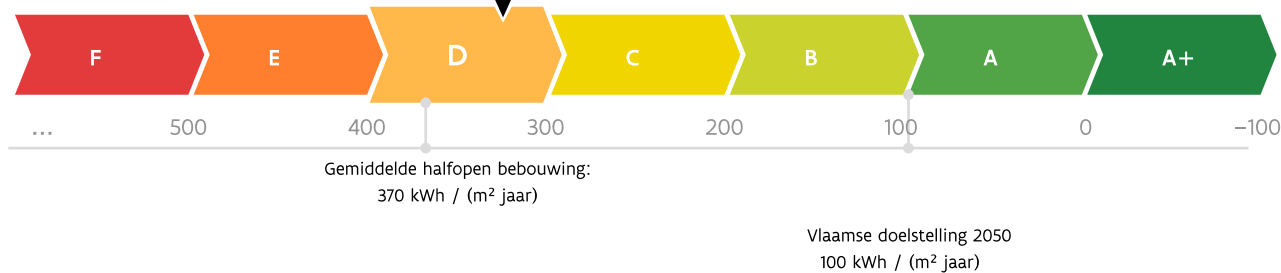 F E D C B A A+
... 500 400 300 200 100 0 −100
Gemiddelde halfopen bebouwing:
370 kWh / (m² jaar)
Vlaamse doelstelling 2050
100 kWh / (m² jaar)